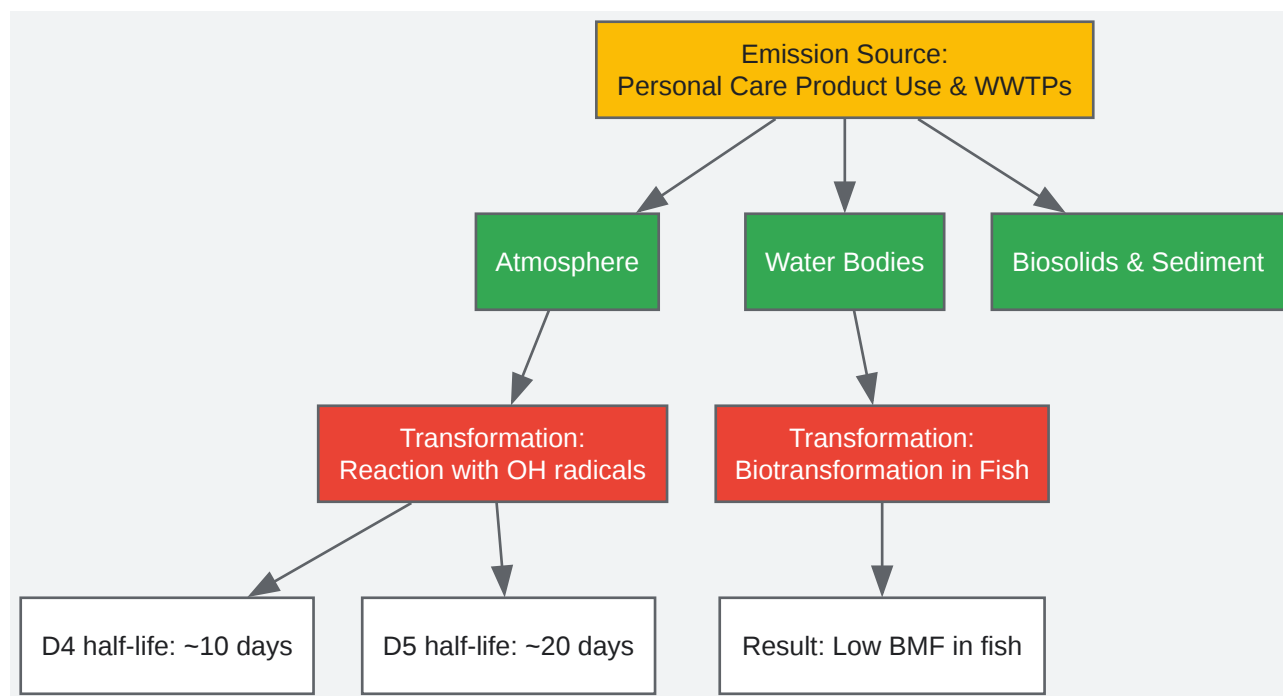 Emission Source:
Personal Care Product Use & WWTPs
Atmosphere
Water Bodies
Biosolids & Sediment
Transformation:
Reaction with OH radicals
Transformation:
Biotransformation in Fish
D4 half-life: ~10 days
D5 half-life: ~20 days
Result: Low BMF in fish